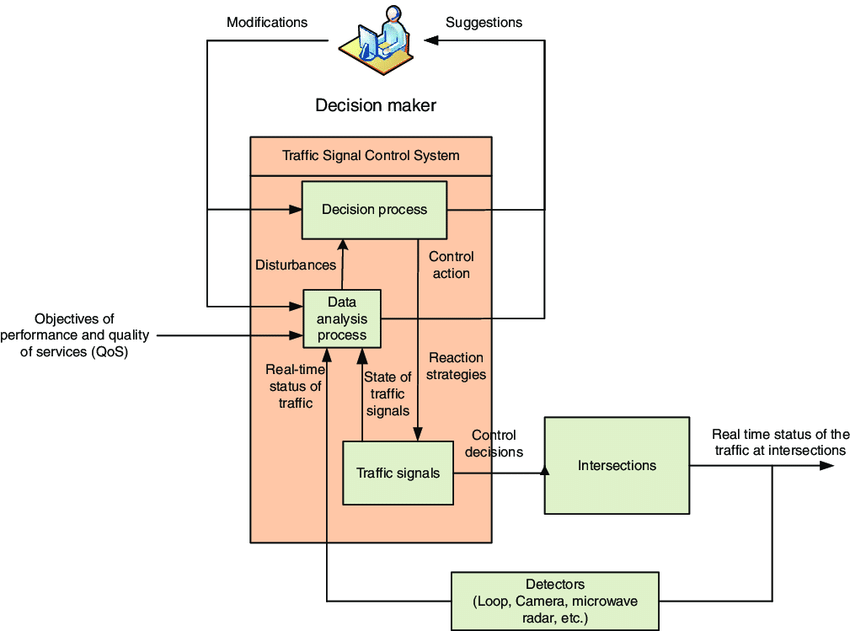 Modifications
Suggestions
Decision maker
Traffic Signal Control System
Decision process
Disturbances
Control
action
Data
analysis
process
Objectives of
performance and quality
of services (QoS)
Real-time
status of
traffic
State of
traffic
signals
Reaction
strategies
Control
decisions
Traffic signals
Intersections
Real time status of the
traffic at intersections
Detectors
(Loop, Camera, microwave
radar, etc.)